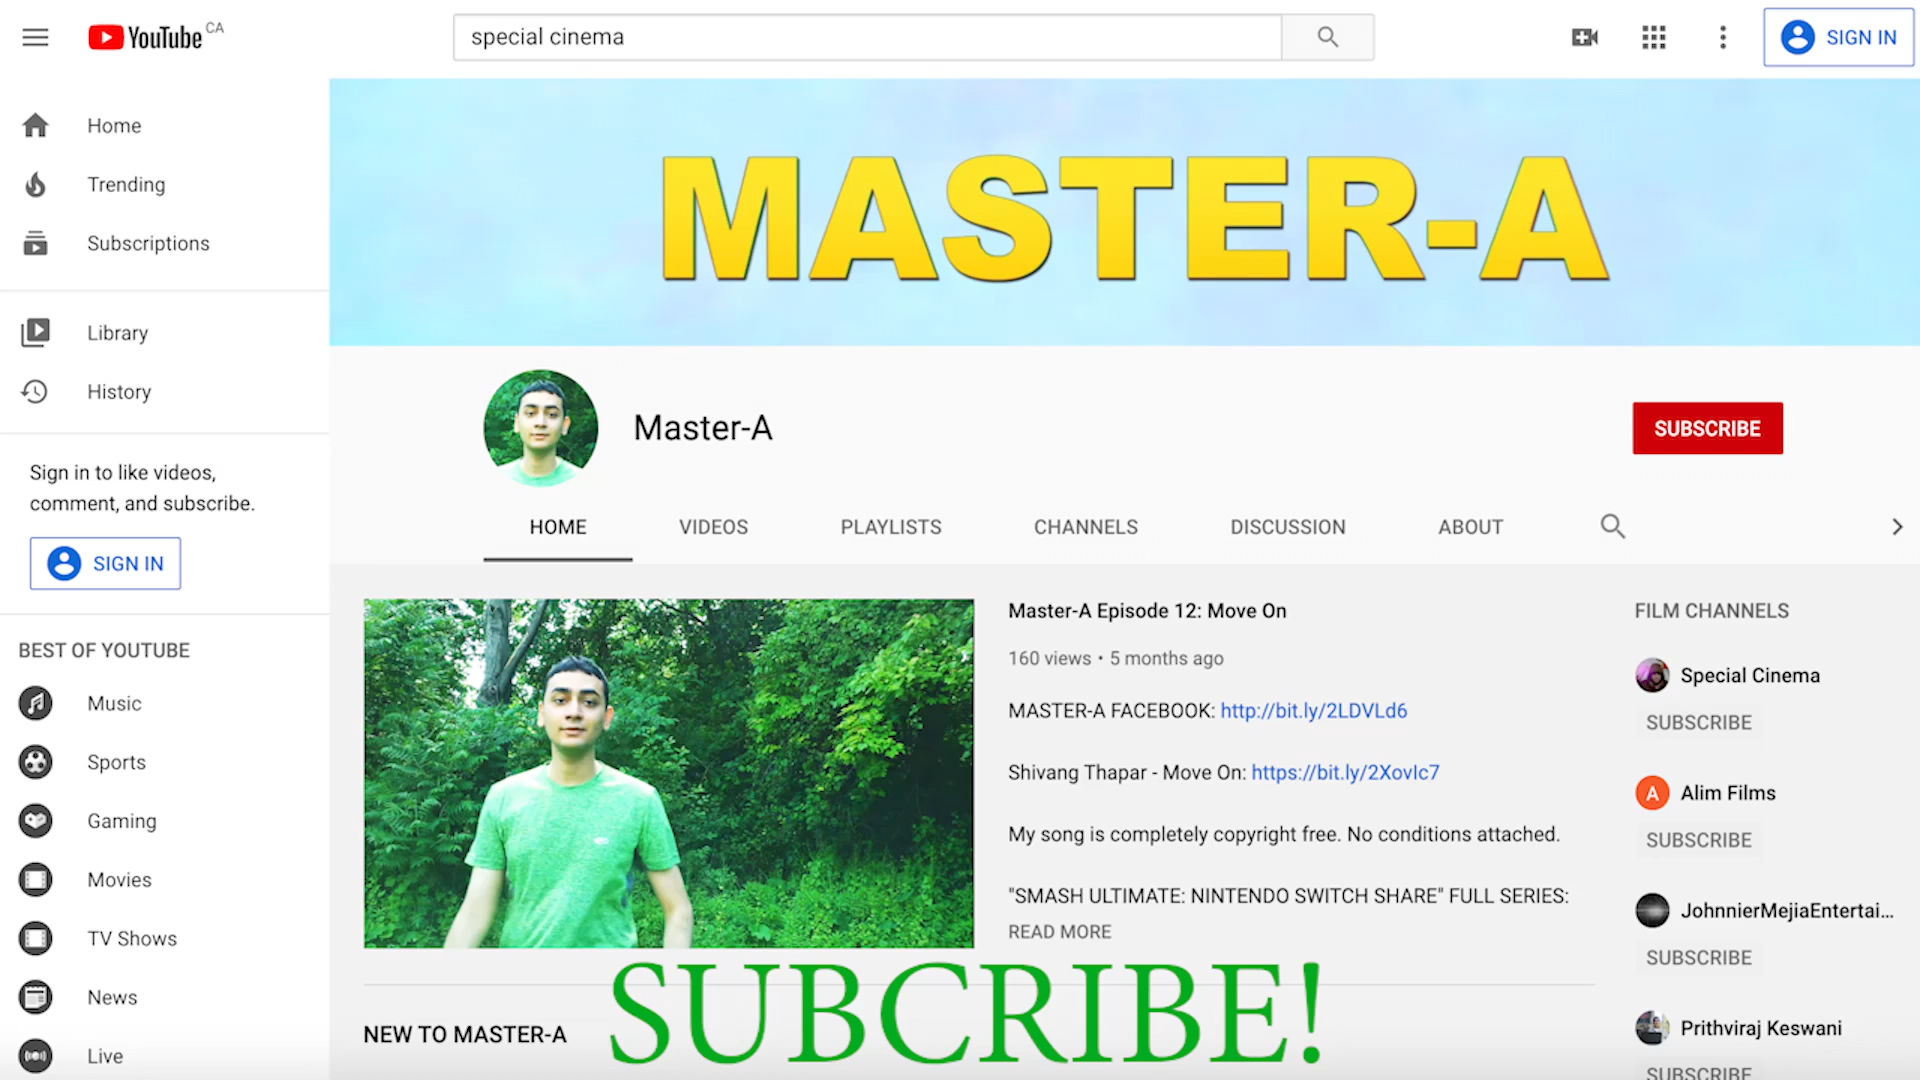 YouTube CA
special cinema
SIGN IN
Home
Trending
Subscriptions
Library
History
Sign in to like videos,
comment, and subscribe.
SIGN IN
BEST OF YOUTUBE
Music
Sports
Gaming
Movies
TV Shows
News
Live
MASTER-A
Master-A
SUBSCRIBE
HOME
VIDEOS
PLAYLISTS
CHANNELS
DISCUSSION
ABOUT
Master-A Episode 12: Move On
160 views • 5 months ago
MASTER-A FACEBOOK: http://bit.ly/2LDVLd6
Shivang Thapar - Move On: https://bit.ly/2XovIc7
My song is completely copyright free. No conditions attached.
"SMASH ULTIMATE: NINTENDO SWITCH SHARE" FULL SERIES:
READ MORE
FILM CHANNELS
Special Cinema
SUBSCRIBE
A
Alim Films
SUBSCRIBE
JohnnierMejiaEntertai...
SUBSCRIBE
Prithviraj Keswani
SUBSCRIBE
NEW TO MASTER-A
SUBCRIBE!